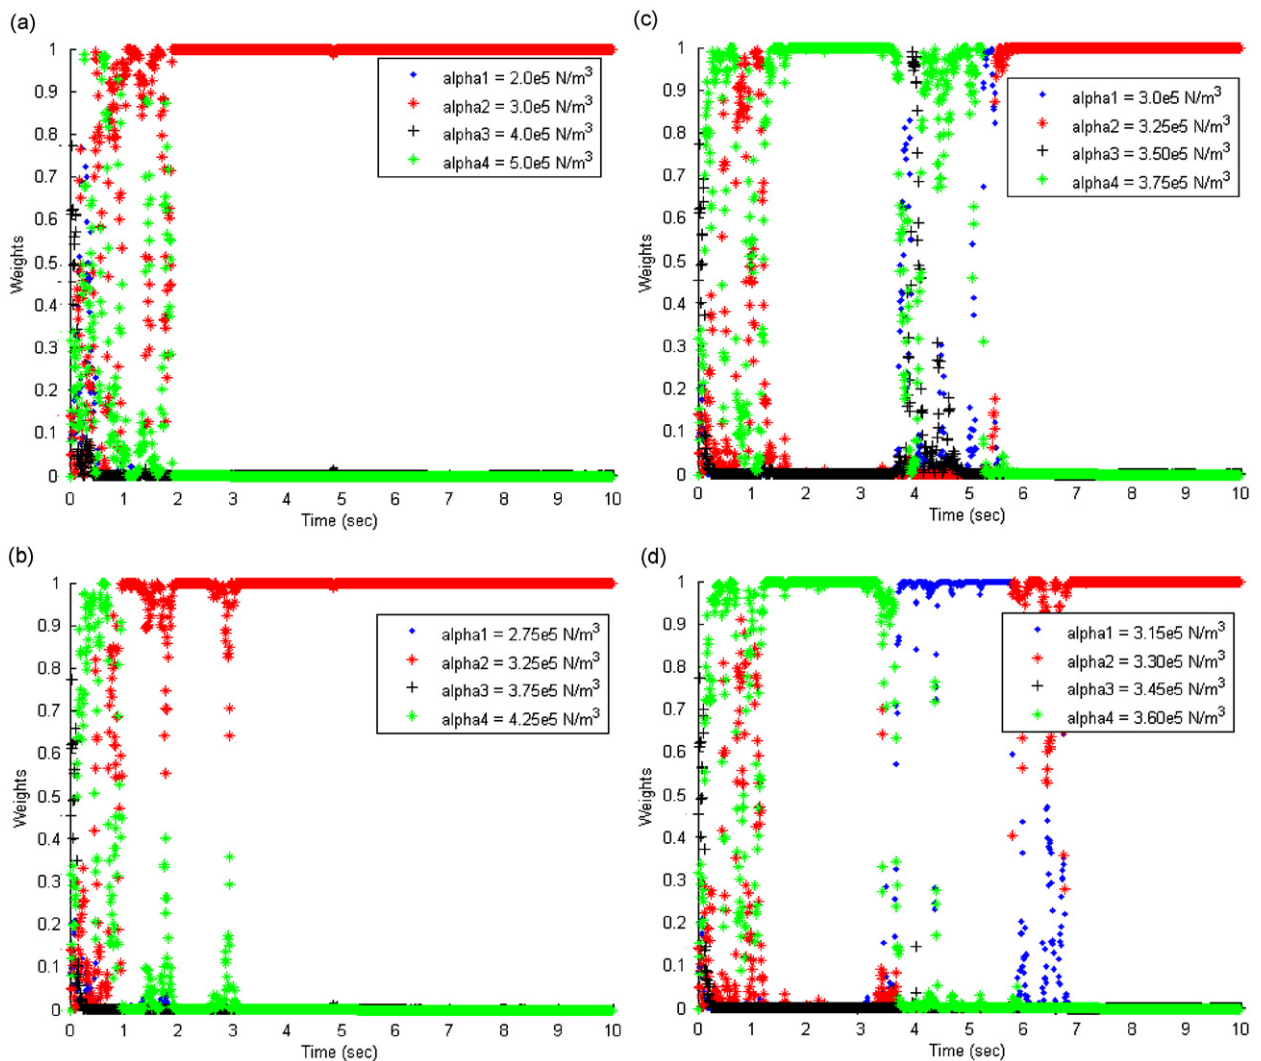 (a)
1
0.9
0.8
0.7
0.6
0.5
0.4
0.3
0.2
0.1
0
Weights
alpha1 = 2.0e5 N/m³
alpha2 = 3.0e5 N/m³
alpha3 = 4.0e5 N/m³
alpha4 = 5.0e5 N/m³
0 1 2 3 4 5 6 7 8 9 10
Time (sec)
(c)
1
0.9
0.8
0.7
0.6
0.5
0.4
0.3
0.2
0.1
0
Weights
alpha1 = 3.0e5 N/m³
alpha2 = 3.25e5 N/m³
alpha3 = 3.50e5 N/m³
alpha4 = 3.75e5 N/m³
0 1 2 3 4 5 6 7 8 9 10
Time (sec)
(b)
1
0.9
0.8
0.7
0.6
0.5
0.4
0.3
0.2
0.1
0
Weights
alpha1 = 2.75e5 N/m³
alpha2 = 3.25e5 N/m³
alpha3 = 3.75e5 N/m³
alpha4 = 4.25e5 N/m³
0 1 2 3 4 5 6 7 8 9 10
Time (sec)
(d)
1
0.9
0.8
0.7
0.6
0.5
0.4
0.3
0.2
0.1
0
Weights
alpha1 = 3.15e5 N/m³
alpha2 = 3.30e5 N/m³
alpha3 = 3.45e5 N/m³
alpha4 = 3.60e5 N/m³
0 1 2 3 4 5 6 7 8 9 10
Time (sec)